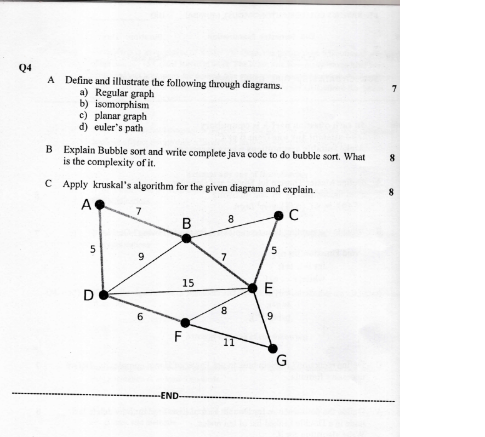 Q4
A Define and illustrate the following through diagrams. 7
a) Regular graph
b) isomorphism
c) planar graph
d) euler's path
B Explain Bubble sort and write complete java code to do bubble sort. What 8
is the complexity of it.
C Apply kruskal's algorithm for the given diagram and explain. 8
A
7
B
8
C
5
9
7
5
15
D
E
6
8
9
F
11
G
END